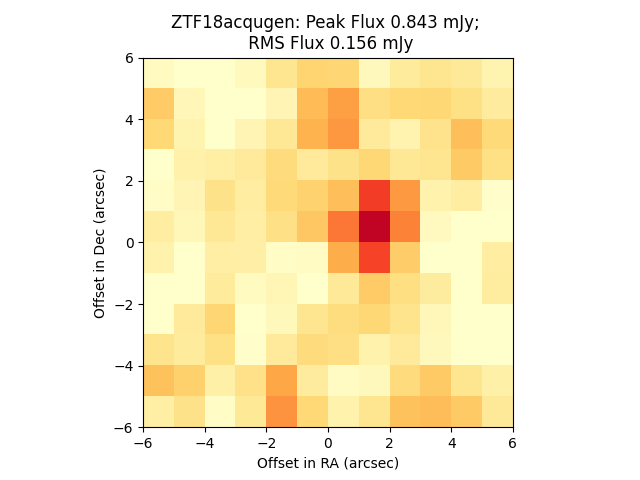 ZTF18acqugen: Peak Flux 0.843 mJy;
RMS Flux 0.156 mJy
6
4
2
0
−2
−4
−6
Offset in Dec (arcsec)
−6 −4 −2 0 2 4 6
Offset in RA (arcsec)